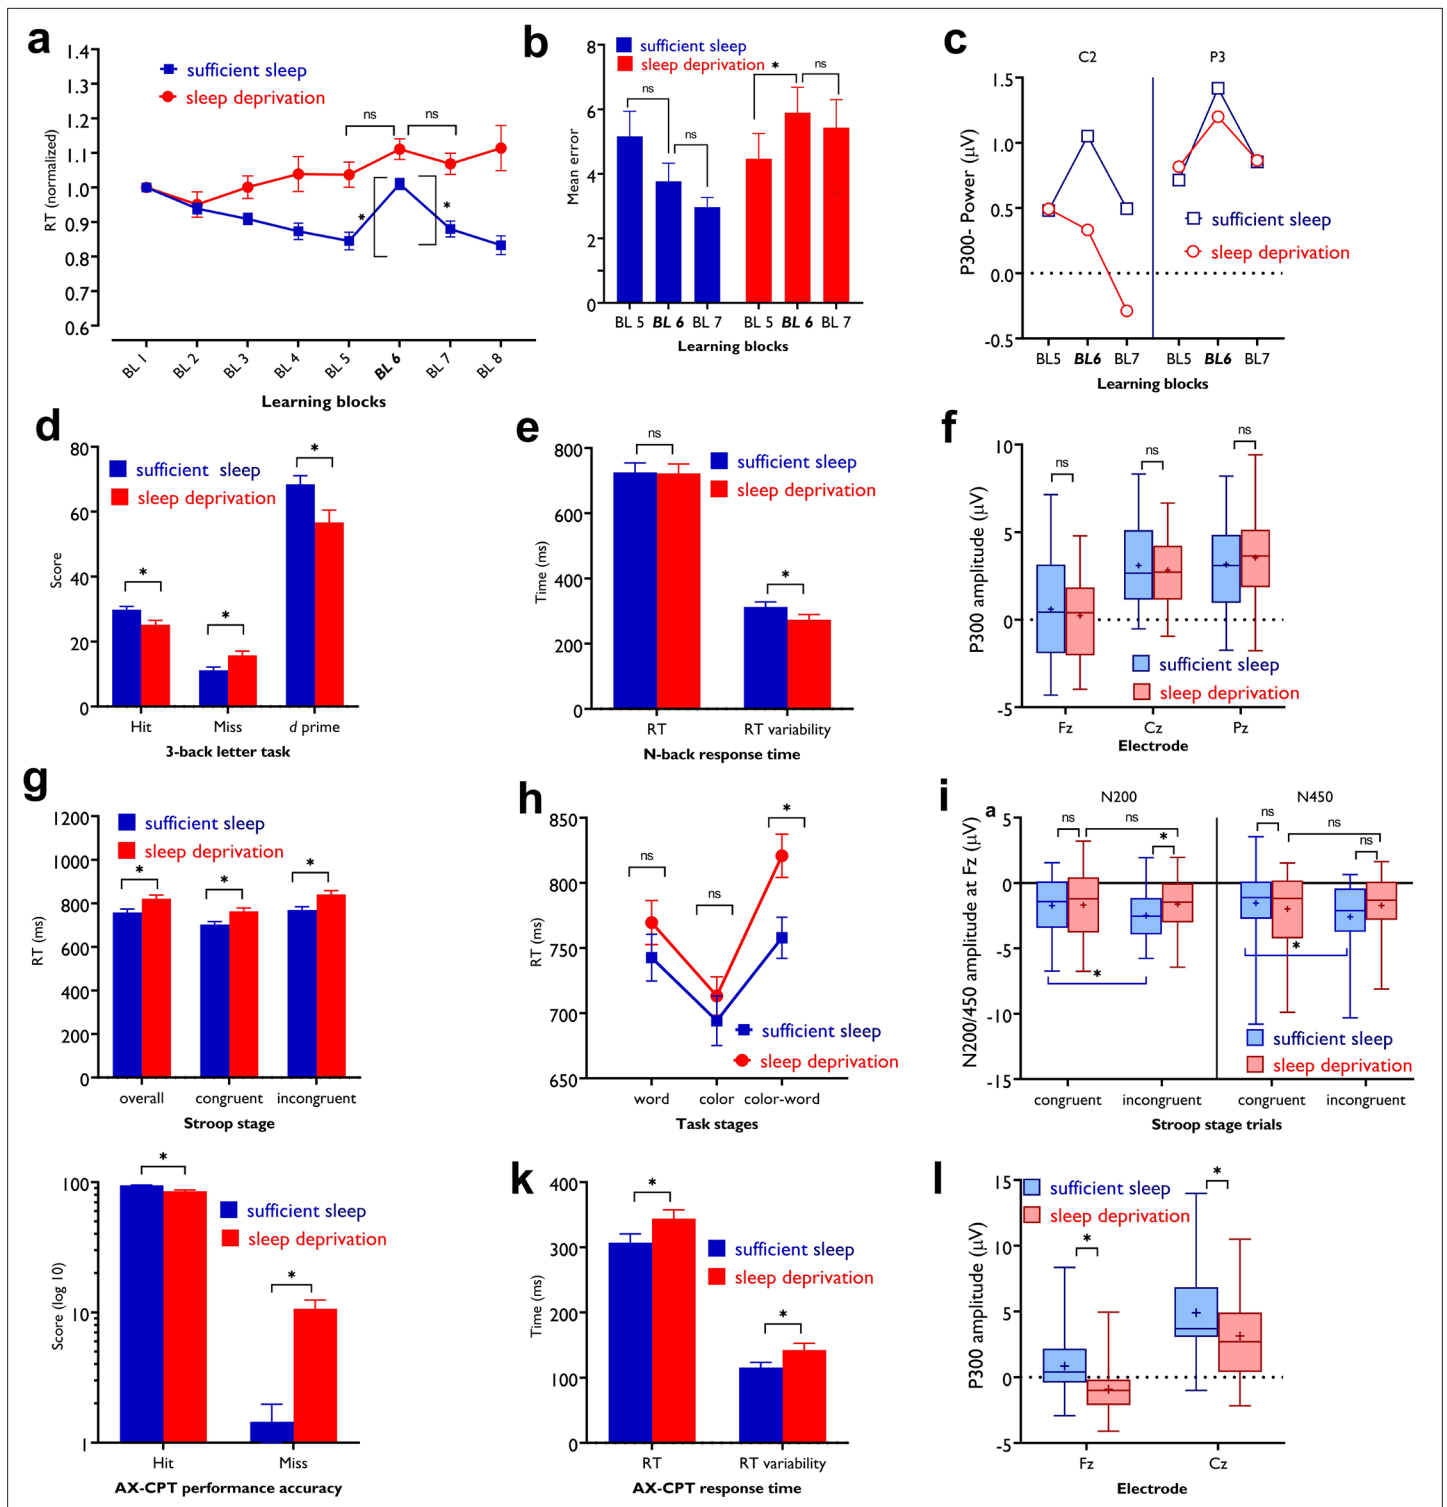 a
1.4
1.3
1.2
1.1
1.0
0.9
0.8
0.7
0.6
RT (normalized)
sufficient sleep
sleep deprivation
ns
ns
*
*
BL 1
BL 2
BL 3
BL 4
BL 5
BL 6
BL 7
BL 8
Learning blocks
b
8
6
4
2
0
Mean error
sufficient sleep
sleep deprivation
ns
ns
*
ns
BL 5
BL 6
BL 7
BL 5
BL 6
BL 7
Learning blocks
c
C2
P3
1.5
1.0
0.5
0.0
-0.5
P300- Power (μV)
sufficient sleep
sleep deprivation
BL5
BL6
BL7
BL5
BL6
BL7
Learning blocks
d
80
60
40
20
0
Score
sufficient sleep
sleep deprivation
*
*
*
Hit
Miss
d prime
3-back letter task
e
800
600
400
200
0
Time (ms)
ns
*
sufficient sleep
sleep deprivation
RT
RT variability
N-back response time
f
10
5
0
-5
P300 amplitude (μV)
ns
ns
ns
sufficient sleep
sleep deprivation
Fz
Cz
Pz
Electrode
g
1200
1000
800
600
400
200
0
RT (ms)
sufficient sleep
sleep deprivation
*
*
*
overall
congruent
incongruent
Stroop stage
h
850
800
750
700
650
RT (ms)
ns
ns
*
sufficient sleep
sleep deprivation
word
color
color-word
Task stages
i
a
N200
N450
5
0
-5
-10
-15
N200/450 amplitude at Fz (μV)
ns
ns
*
*
ns
ns
ns
*
sufficient sleep
sleep deprivation
congruent
incongruent
congruent
incongruent
Stroop stage trials
100
10
1
Score (log 10)
*
*
sufficient sleep
sleep deprivation
Hit
Miss
AX-CPT performance accuracy
k
400
300
200
100
0
Time (ms)
*
*
sufficient sleep
sleep deprivation
RT
RT variability
AX-CPT response time
l
15
10
5
0
-5
P300 amplitude (μV)
sufficient sleep
sleep deprivation
*
*
Fz
Cz
Electrode